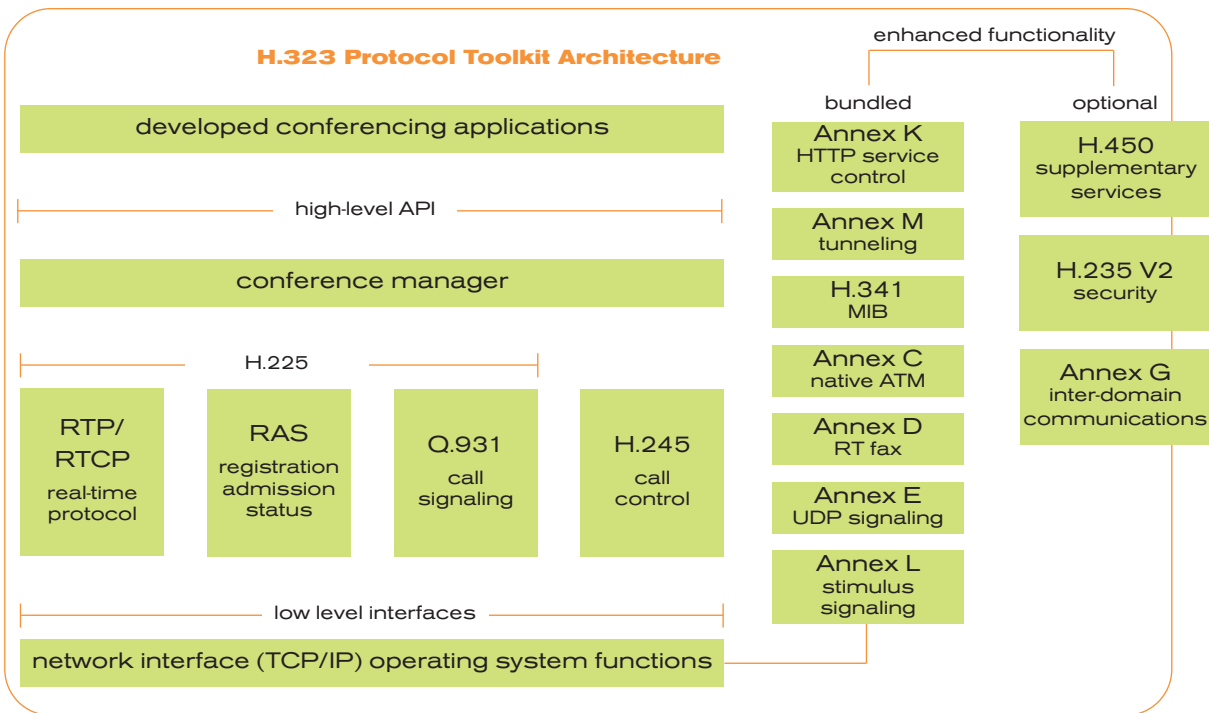 H.323 Protocol Toolkit Architecture
developed conferencing applications
high-level API
conference manager
H.225
RTP/
RTCP
real-time
protocol
RAS
registration
admission
status
Q.931
call
signaling
H.245
call
control
low level interfaces
network interface (TCP/IP) operating system functions
enhanced functionality
bundled
Annex K
HTTP service
control
Annex M
tunneling
H.341
MIB
Annex C
native ATM
Annex D
RT fax
Annex E
UDP signaling
Annex L
stimulus
signaling
optional
H.450
supplementary
services
H.235 V2
security
Annex G
inter-domain
communications